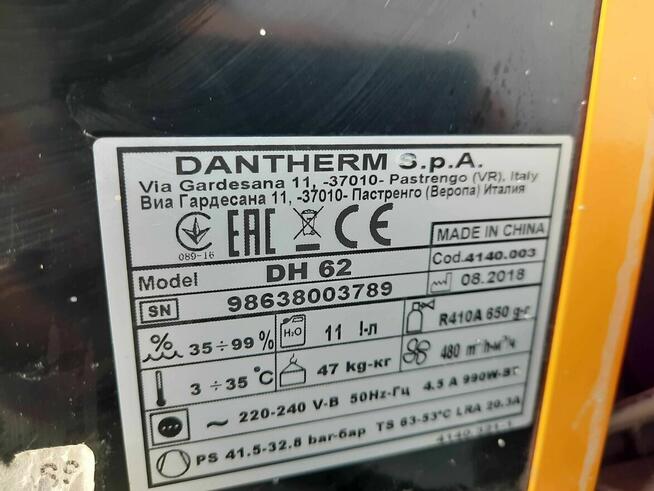 DANTHERM S.p.A.
Via Gardesana 11, -37010- Pastrengo (VR), Italy
Виа Гардесана 11, -37010- Пастренго (Верона) Италия
089-16 EAC CE MADE IN CHINA
Model DH 62 Cod.4140.003
SN 98638003789 08.2018
% 35÷99 % H₂O 11 l-л R410A 650 g-г
3 ÷35 °C 47 kg-кг 480 m³/h-м³/ч
~ 220-240 V-В 50Hz-Гц 4.5 A 990W-Вт
PS 41.5-32.8 bar-бар TS 63-53°C LRA 20.3A
4140.321-1